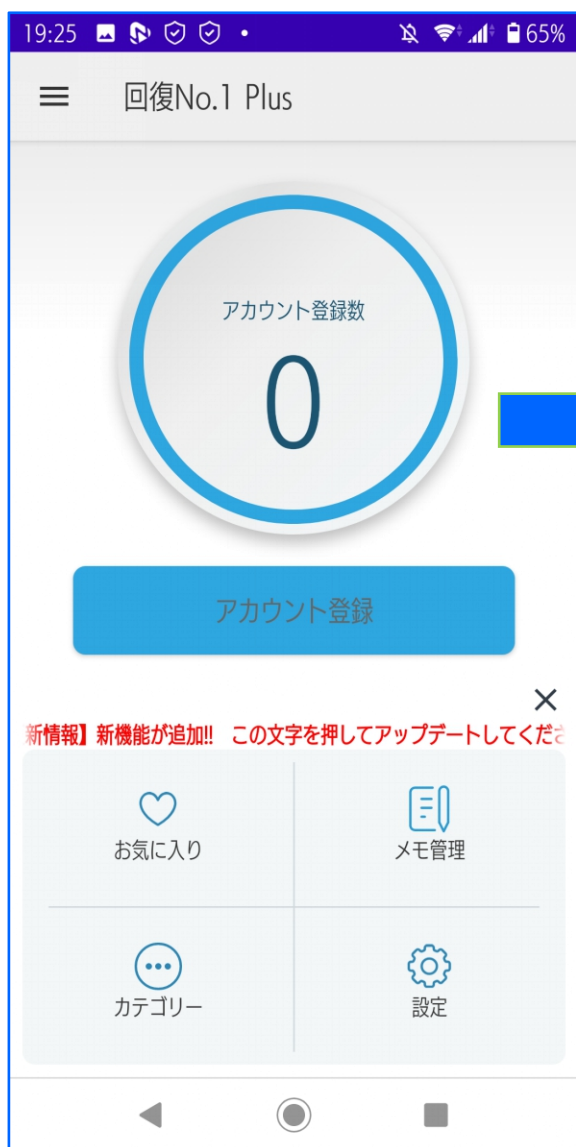 19:25 65%
回復No.1 Plus
アカウント登録数
0
アカウント登録
新情報】新機能が追加!! この文字を押してアップデートしてくださ
お気に入り メモ管理
カテゴリー 設定